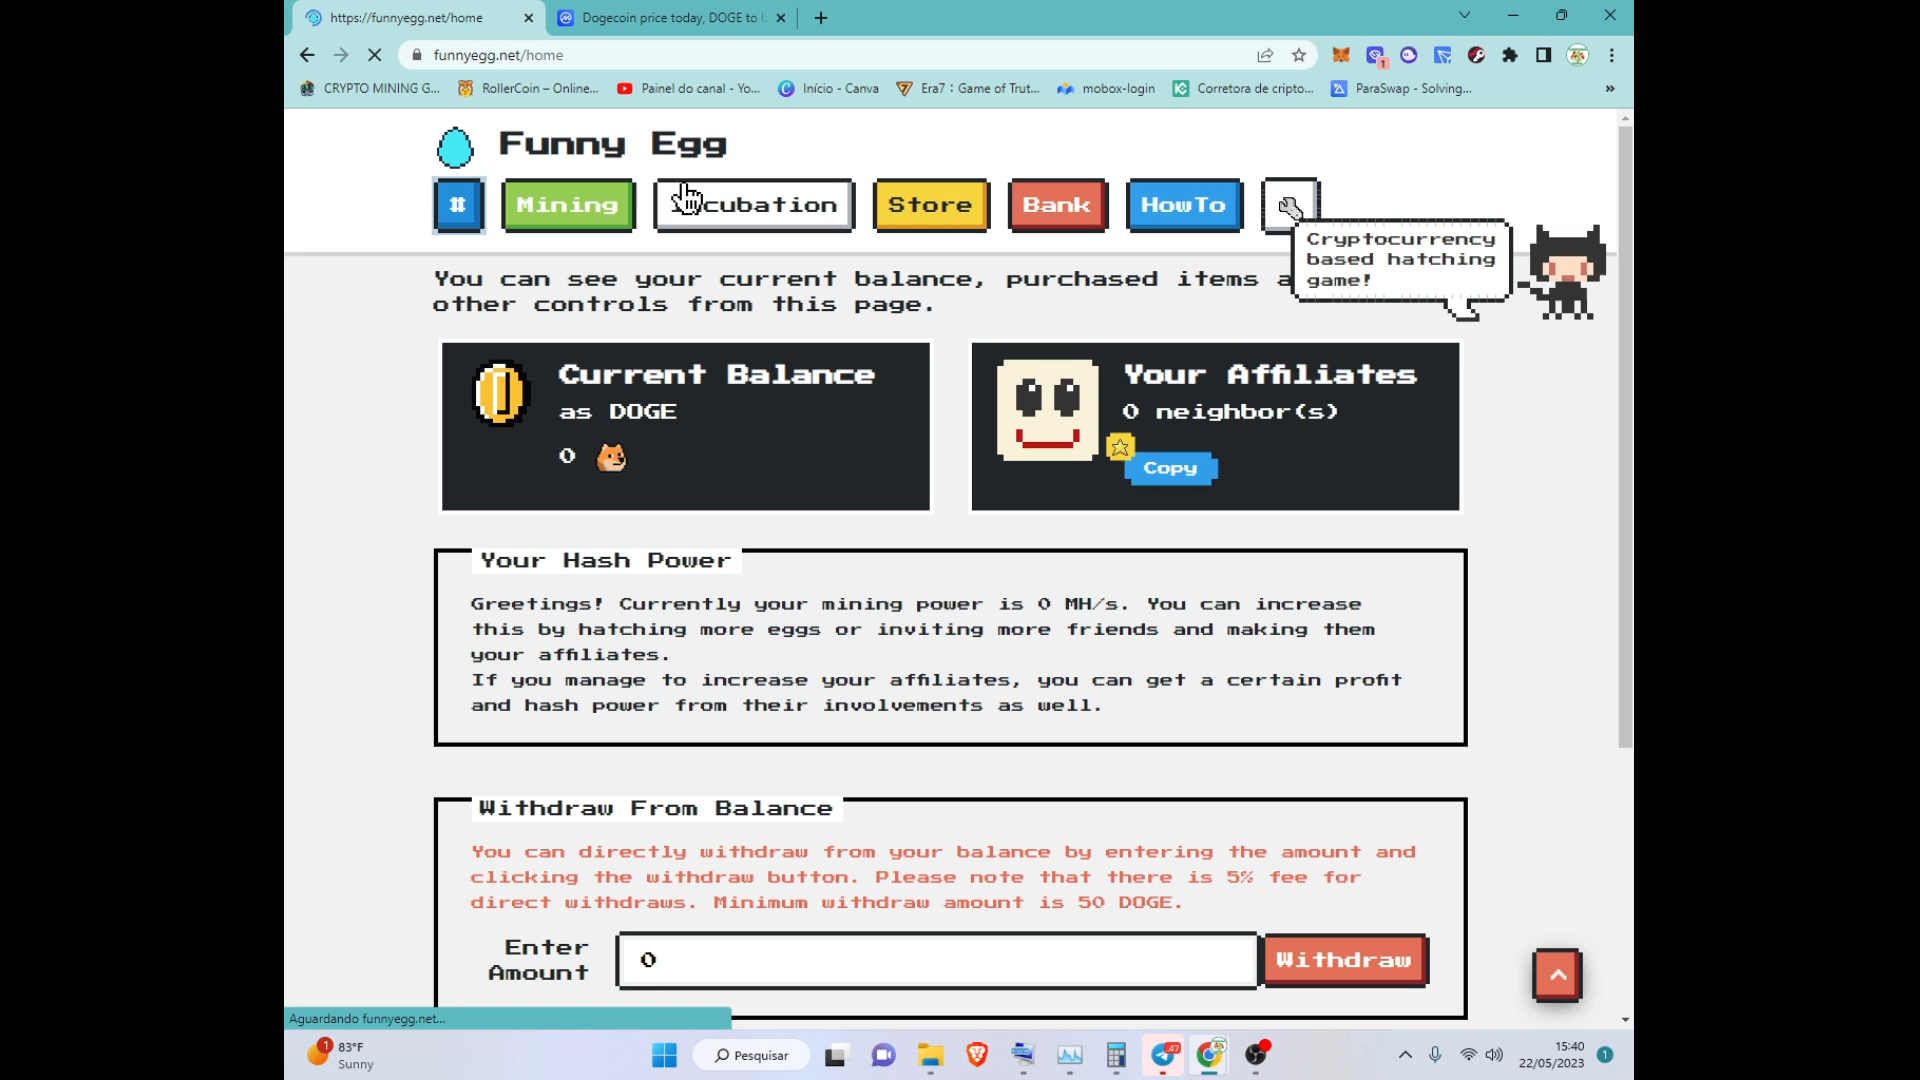 https://funnyegg.net/home
Dogecoin price today, DOGE to
funnyegg.net/home
1
CRYPTO MINING G...
RollerCoin – Online...
Painel do canal - Yo...
Início - Canva
Era7 : Game of Trut...
mobox-login
Corretora de cripto...
ParaSwap - Solving...
»
Funny Egg
#
Mining
cubation
Store
Bank
HowTo
Cryptocurrency
based hatching
game!
You can see your current balance, purchased items
other controls from this page.
Current Balance
as DOGE
0
Your Affiliates
0 neighbor(s)
Copy
Your Hash Power
Greetings! Currently your mining power is 0 MH/s. You can increase
this by hatching more eggs or inviting more friends and making them
your affiliates.
If you manage to increase your affiliates, you can get a certain profit
and hash power from their involvements as well.
Withdraw From Balance
You can directly withdraw from your balance by entering the amount and
clicking the withdraw button. Please note that there is 5% fee for
direct withdraws. Minimum withdraw amount is 50 DOGE.
Enter
Amount
0
Withdraw
Aguardando funnyegg.net...
1
83°F
Sunny
Pesquisar
47
15:40
22/05/2023
1